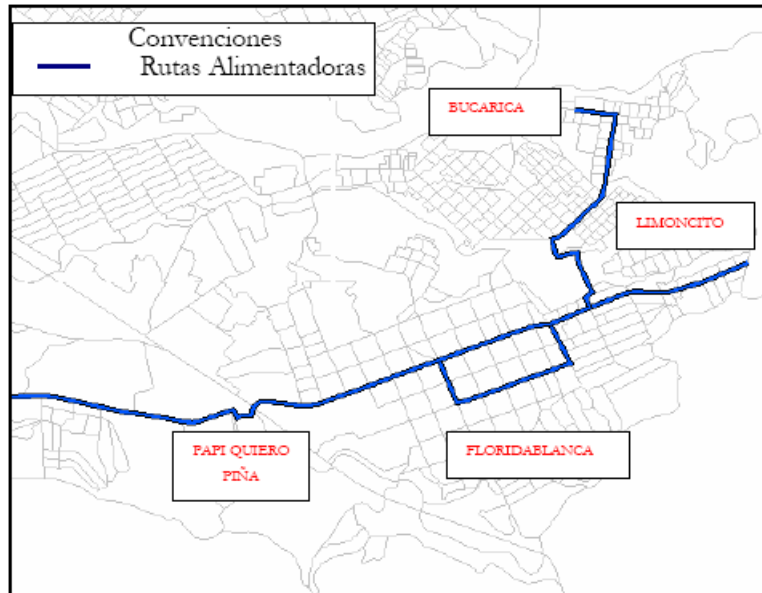 Convenciones
Rutas Alimentadoras
BUCARICA
LIMONCITO
PAPI QUIERO
PIÑA
FLORIDABLANCA